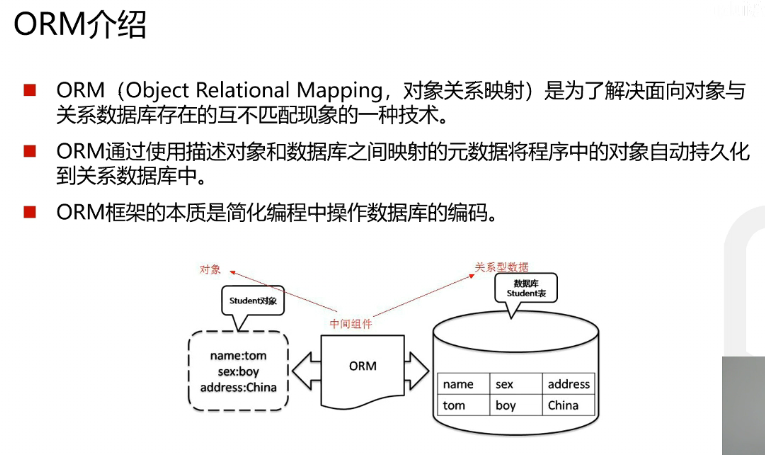 ORM介绍
ORM（Object Relational Mapping，对象关系映射）是为了解决面向对象与
关系数据库存在的互不匹配现象的一种技术。
ORM通过使用描述对象和数据库之间映射的元数据将程序中的对象自动持久化
到关系数据库中。
ORM框架的本质是简化编程中操作数据库的编码。
对象
关系型数据
Student对象
数据库
Student表
中间组件
name:tom
sex:boy
address:China
ORM
name sex address
tom boy China